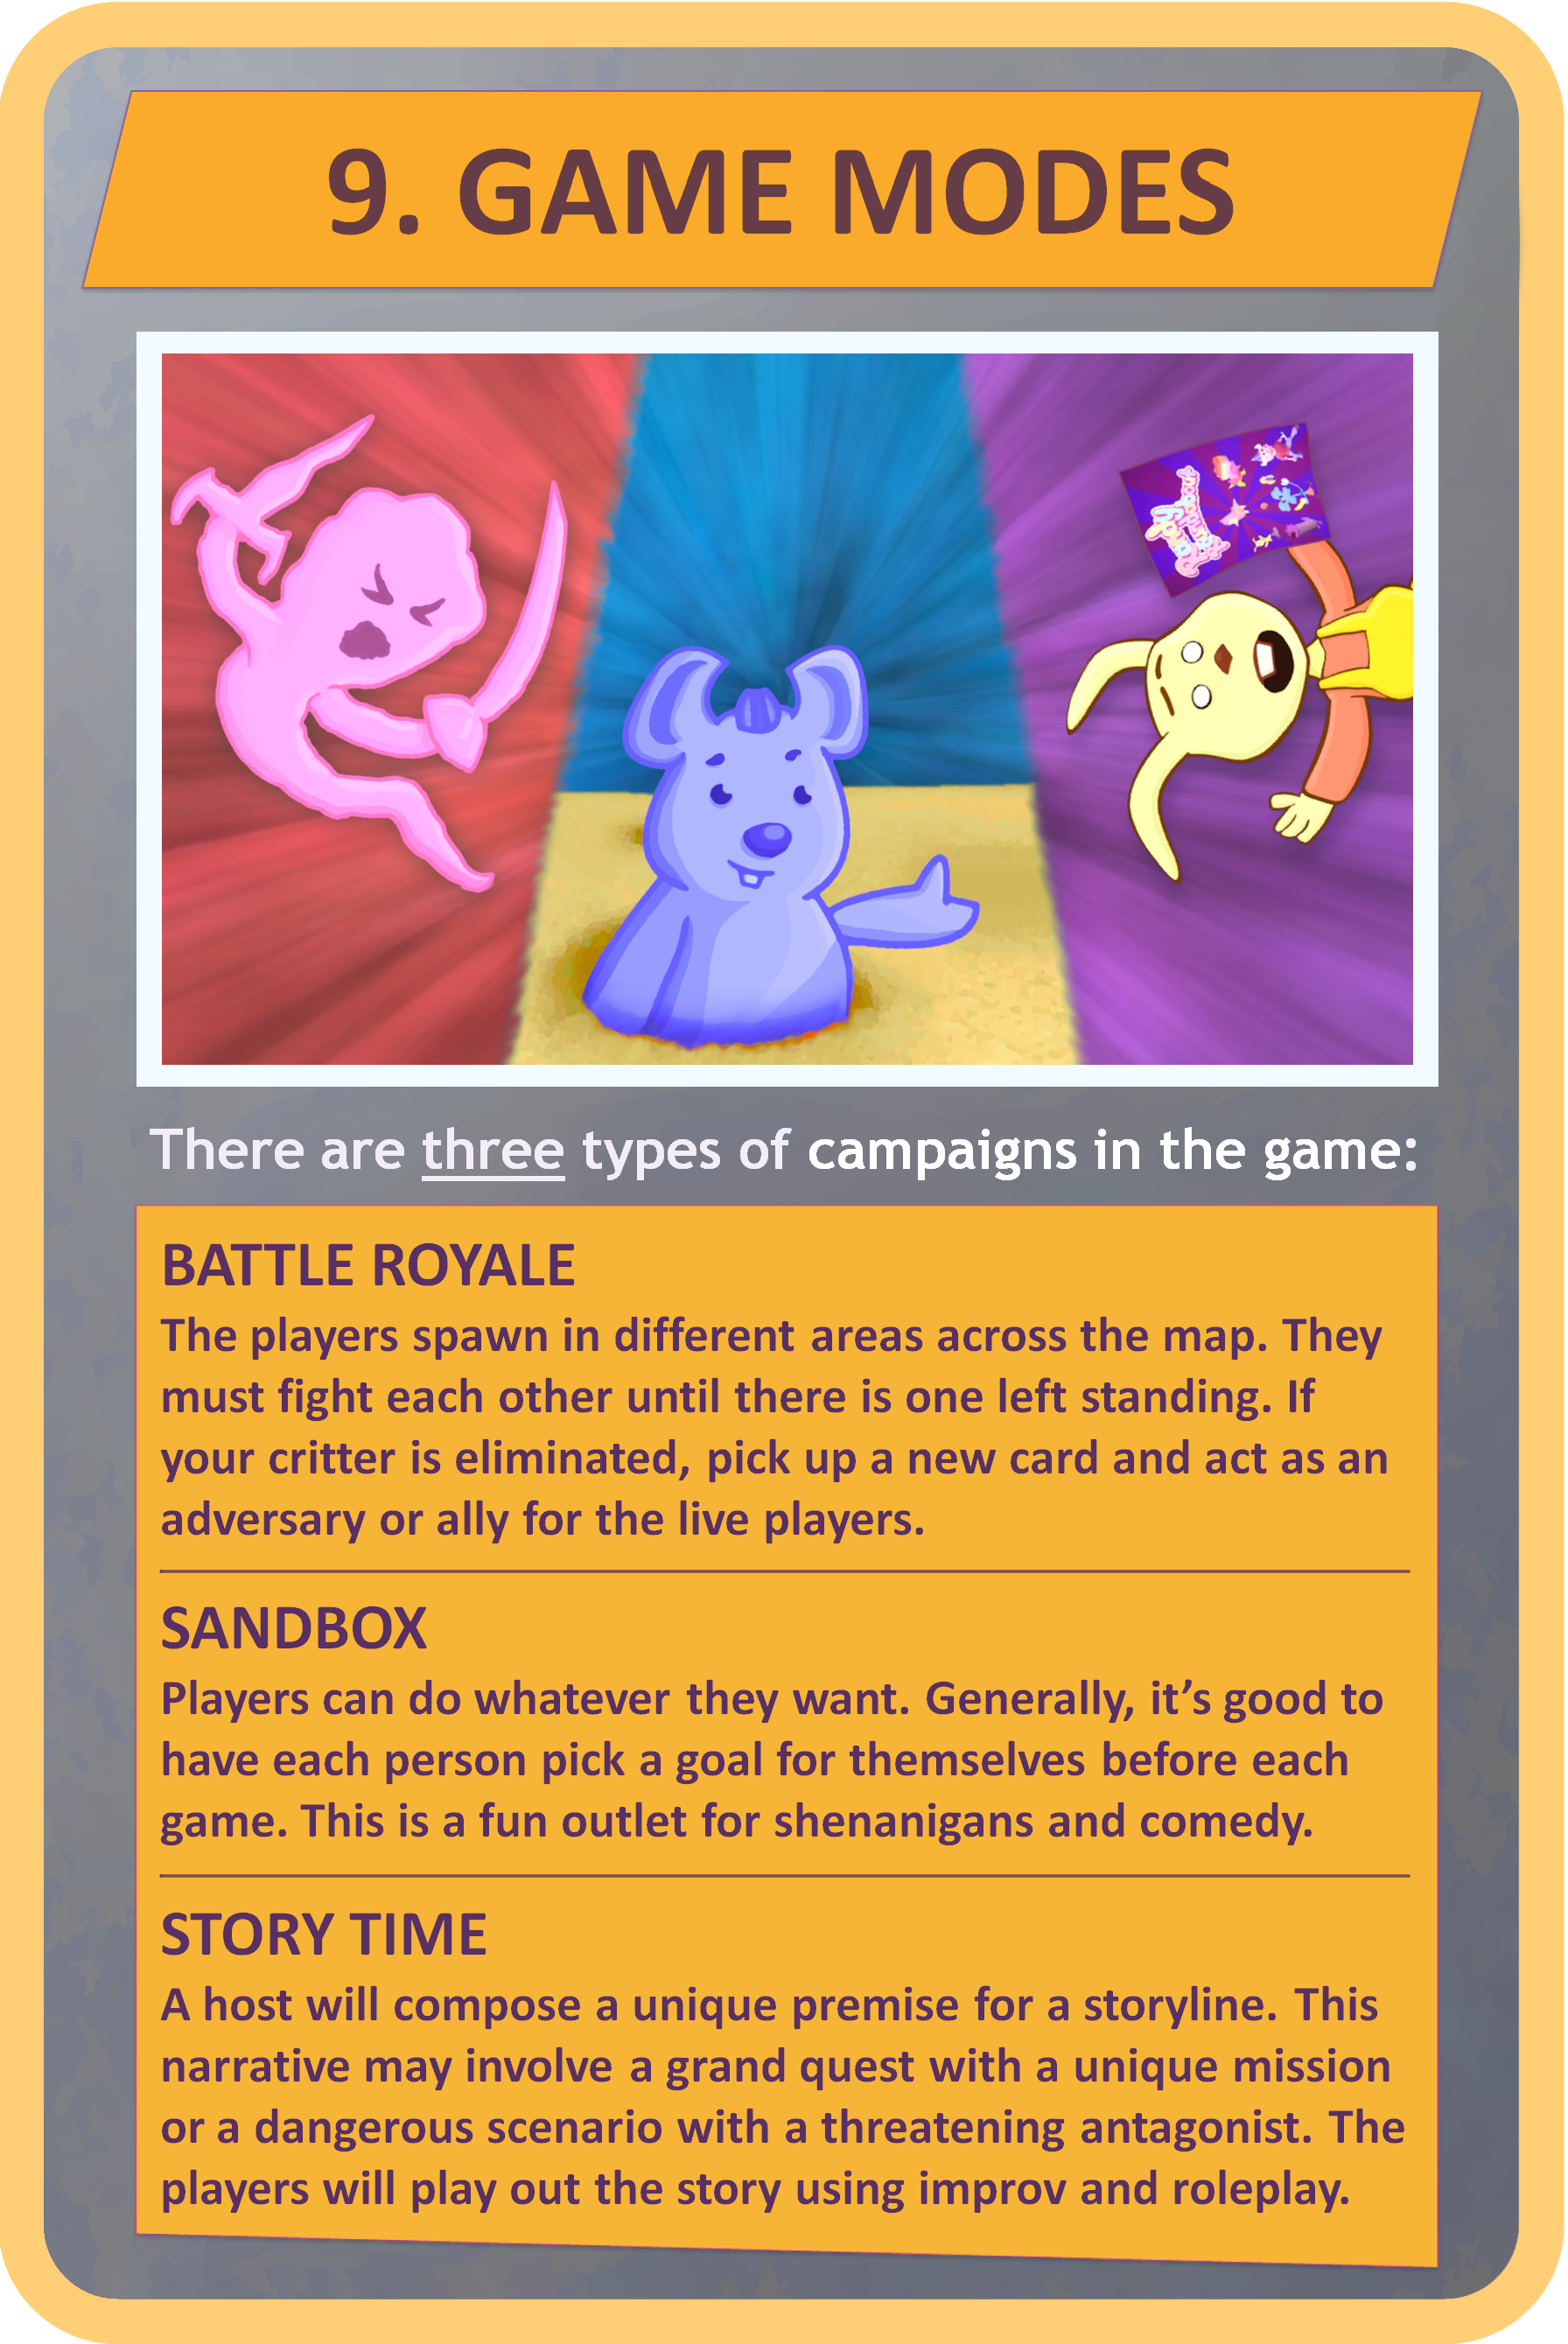 9. GAME MODES
There are three types of campaigns in the game:
BATTLE ROYALE
The players spawn in different areas across the map. They
must fight each other until there is one left standing. If
your critter is eliminated, pick up a new card and act as an
adversary or ally for the live players.
SANDBOX
Players can do whatever they want. Generally, it’s good to
have each person pick a goal for themselves before each
game. This is a fun outlet for shenanigans and comedy.
STORY TIME
A host will compose a unique premise for a storyline. This
narrative may involve a grand quest with a unique mission
or a dangerous scenario with a threatening antagonist. The
players will play out the story using improv and roleplay.